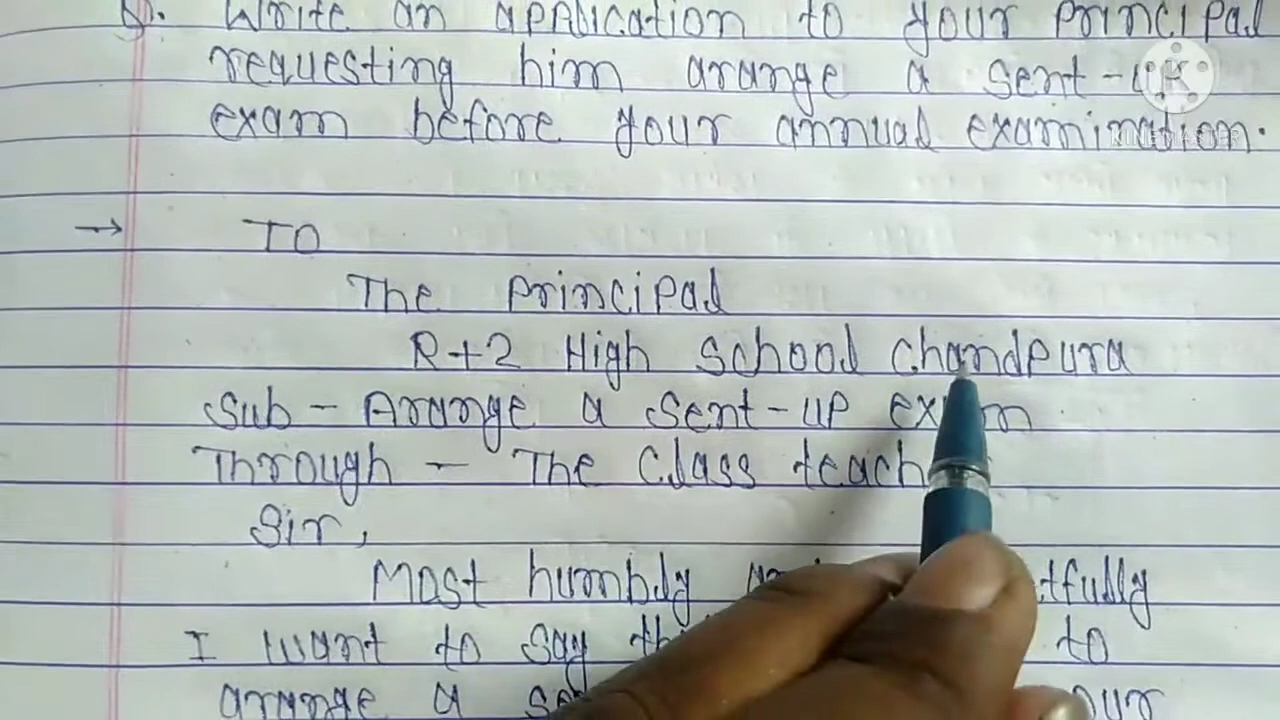 Q. Write an application to your principal
requesting him arange a sent-up
exam before your annual examination.
→ TO
The principal
R+2 High School Chandpura
Sub - Arange a sent-up exam
Through - The class teach
Sir,
Most humbly
I want to say to
arange a
KINEMASTER